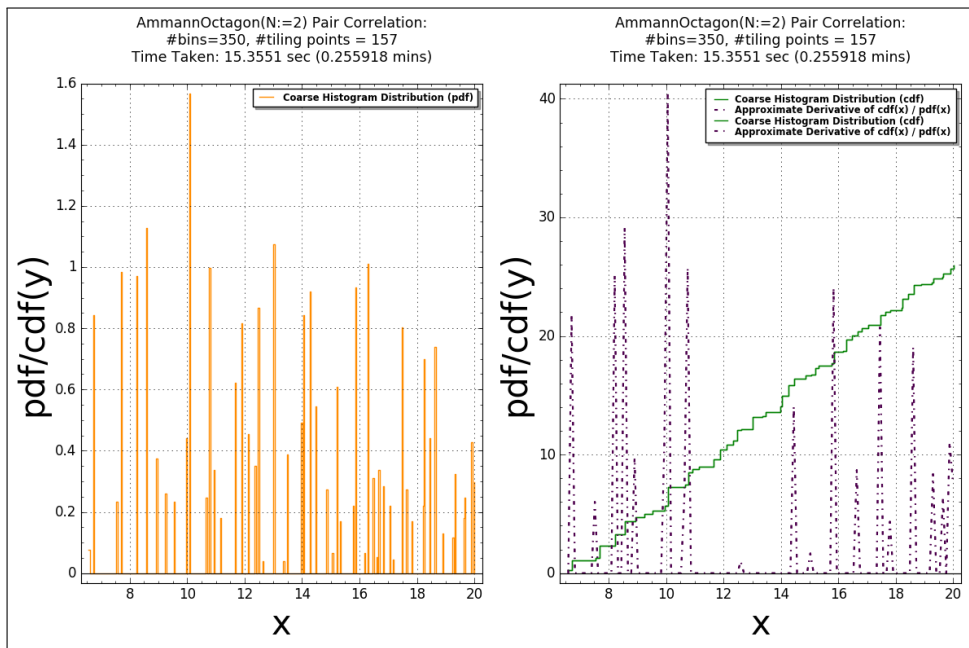 AmmannOctagon(N:=2) Pair Correlation:
#bins=350, #tiling points = 157
Time Taken: 15.3551 sec (0.255918 mins)
1.6
1.4
1.2
1
0.8
0.6
0.4
0.2
0
pdf/cdf(y)
Coarse Histogram Distribution (pdf)
8 10 12 14 16 18 20
x
AmmannOctagon(N:=2) Pair Correlation:
#bins=350, #tiling points = 157
Time Taken: 15.3551 sec (0.255918 mins)
40
30
20
10
0
pdf/cdf(y)
Coarse Histogram Distribution (cdf)
Approximate Derivative of cdf(x) / pdf(x)
Coarse Histogram Distribution (cdf)
Approximate Derivative of cdf(x) / pdf(x)
8 10 12 14 16 18 20
x